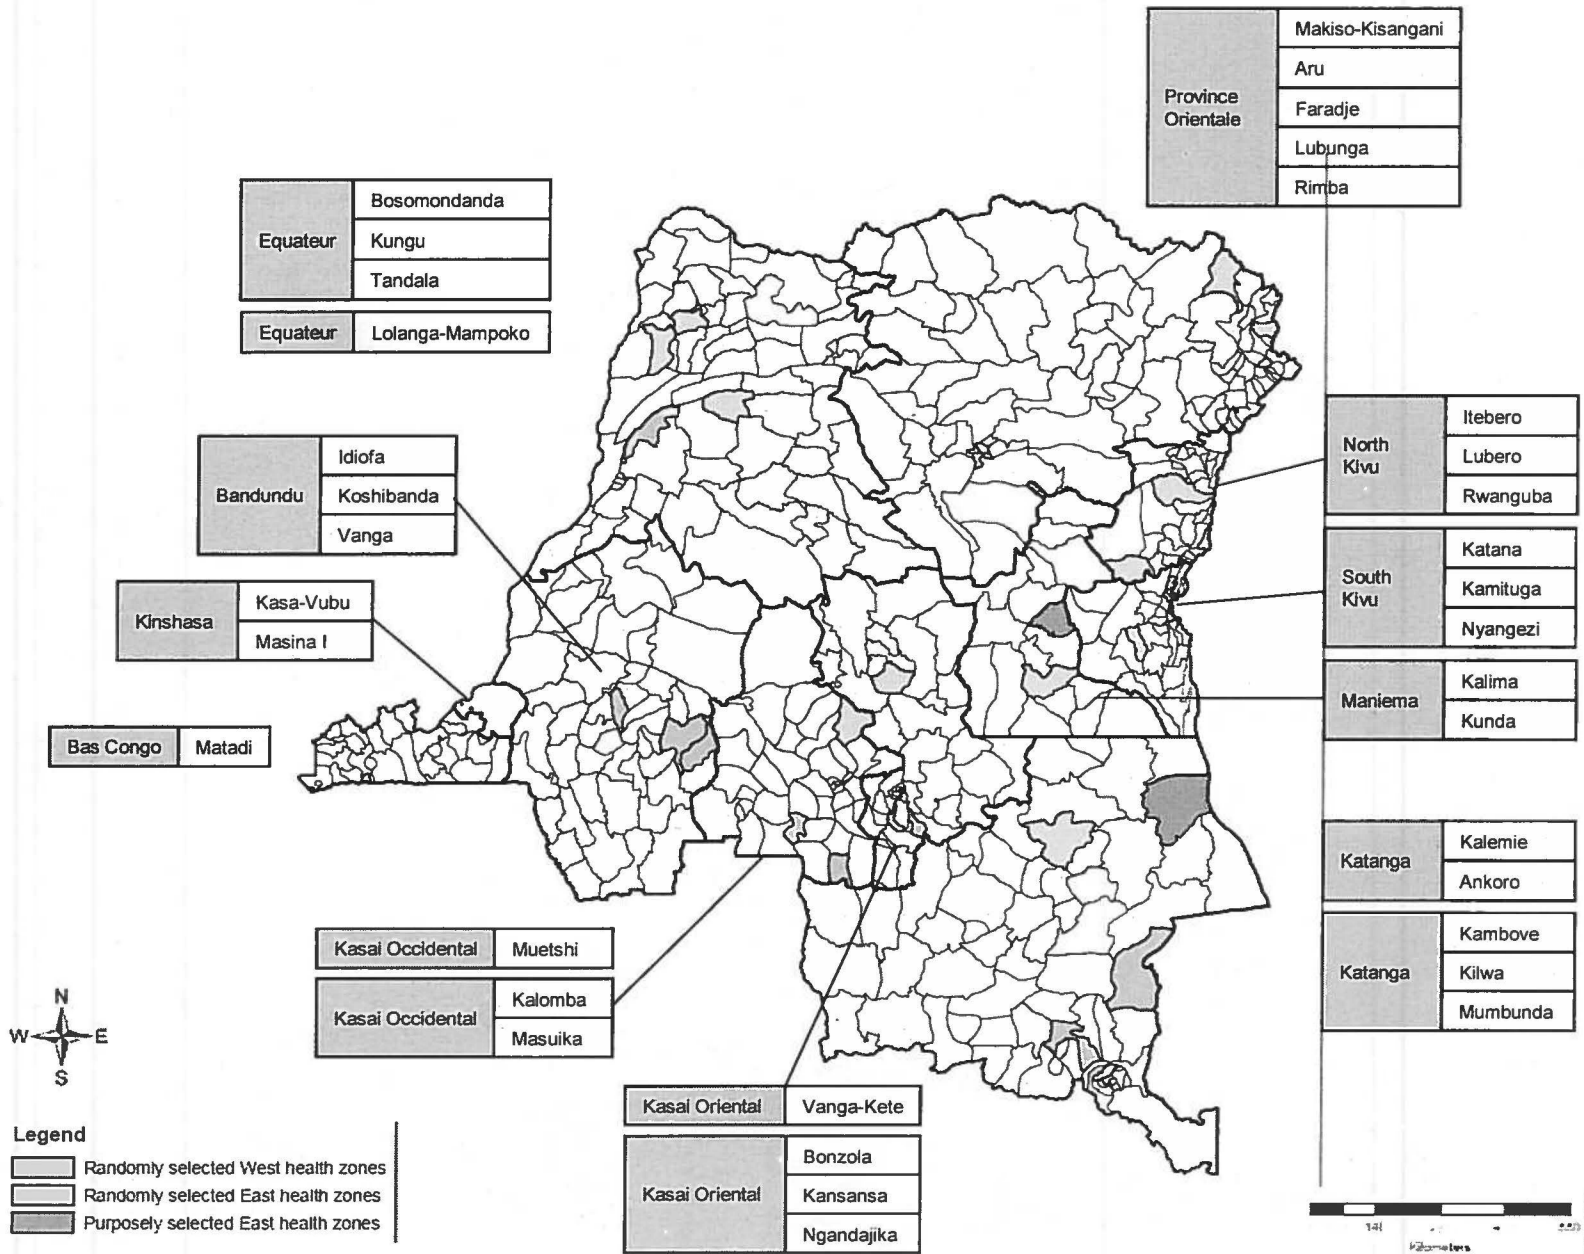 Province
Orientale
Makiso-Kisangani
Aru
Faradje
Lubunga
Rimba
Equateur
Bosomondanda
Kungu
Tandala
Equateur
Lolanga-Mampoko
Bandundu
Idiofa
Koshibanda
Vanga
Kinshasa
Kasa-Vubu
Masina I
Bas Congo
Matadi
North
Kivu
Itebero
Lubero
Rwanguba
South
Kivu
Katana
Kamituga
Nyangezi
Maniema
Kalima
Kunda
Katanga
Kalemie
Ankoro
Katanga
Kambove
Kilwa
Mumbunda
Kasai Occidental
Muetshi
Kasai Occidental
Kalomba
Masuika
Kasai Oriental
Vanga-Kete
Kasai Oriental
Bonzola
Kansansa
Ngandajika
N
W E
S
Legend
Randomly selected West health zones
Randomly selected East health zones
Purposely selected East health zones
Kilometers